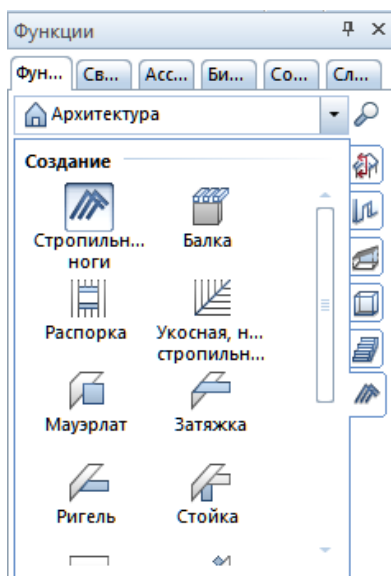 Функции
Фун... Св... Асс... Би... Со... Сл...
Архитектура
Создание
Стропильн...
ноги
Балка
Распорка
Укосная, н...
стропильн...
Мауэрлат
Затяжка
Ригель
Стойка